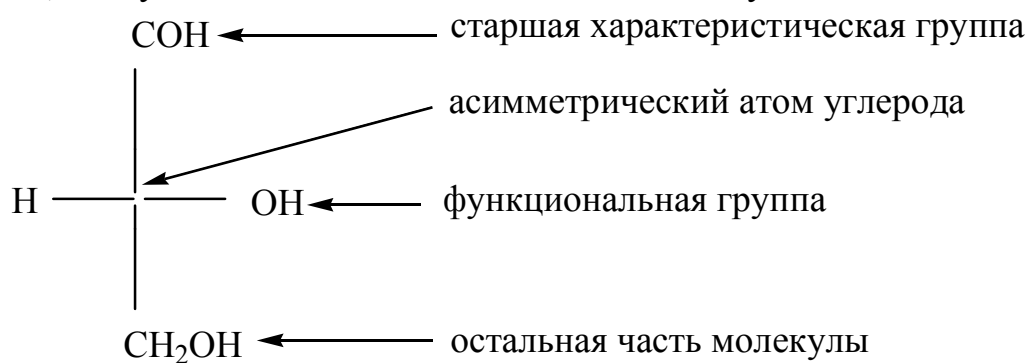 COH старшая характеристическая группа
асимметрический атом углерода
H OH функциональная группа
CH₂OH остальная часть молекулы